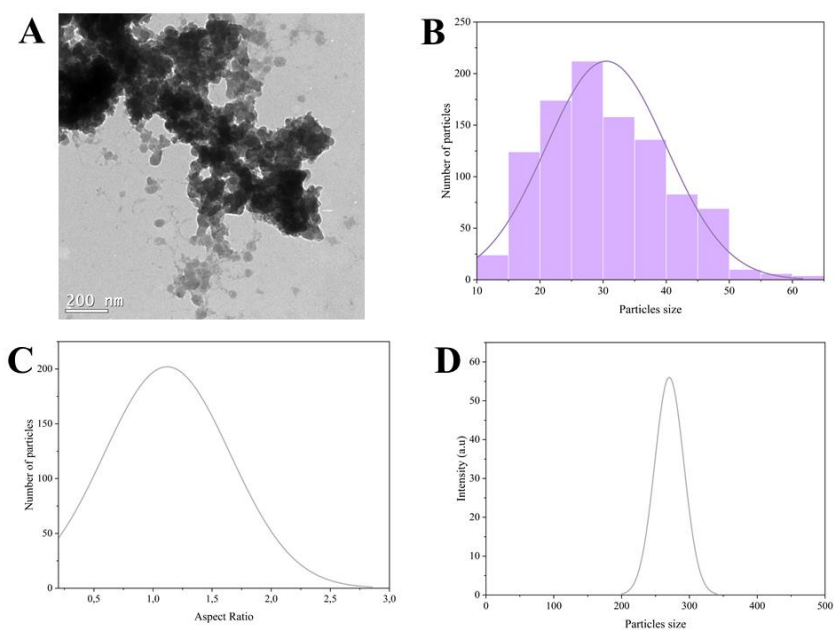 A
200 nm
B
Number of particles
250
200
150
100
50
0
10 20 30 40 50 60
Particles size
C
Number of particles
200
150
100
50
0
0,5 1,0 1,5 2,0 2,5 3,0
Aspect Ratio
D
Intensity (a.u)
60
50
40
30
20
10
0
0 100 200 300 400 500
Particles size